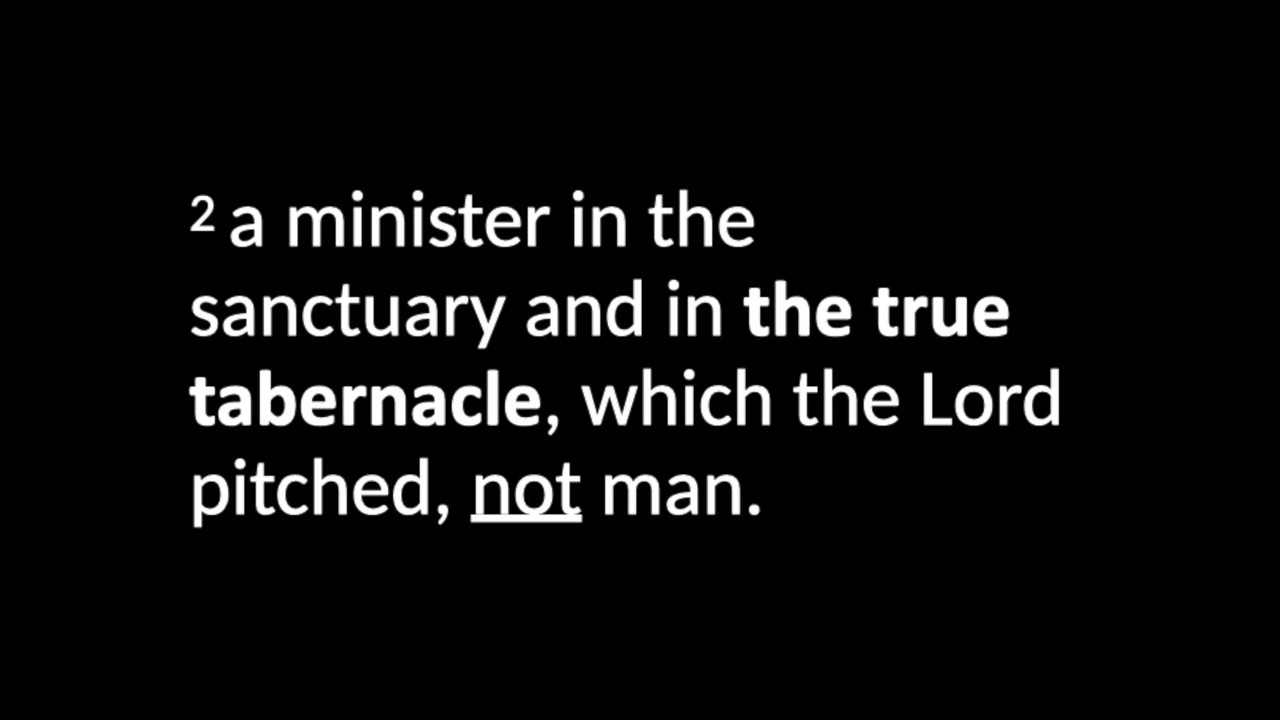 2 a minister in the
sanctuary and in the true
tabernacle, which the Lord
pitched, not man.